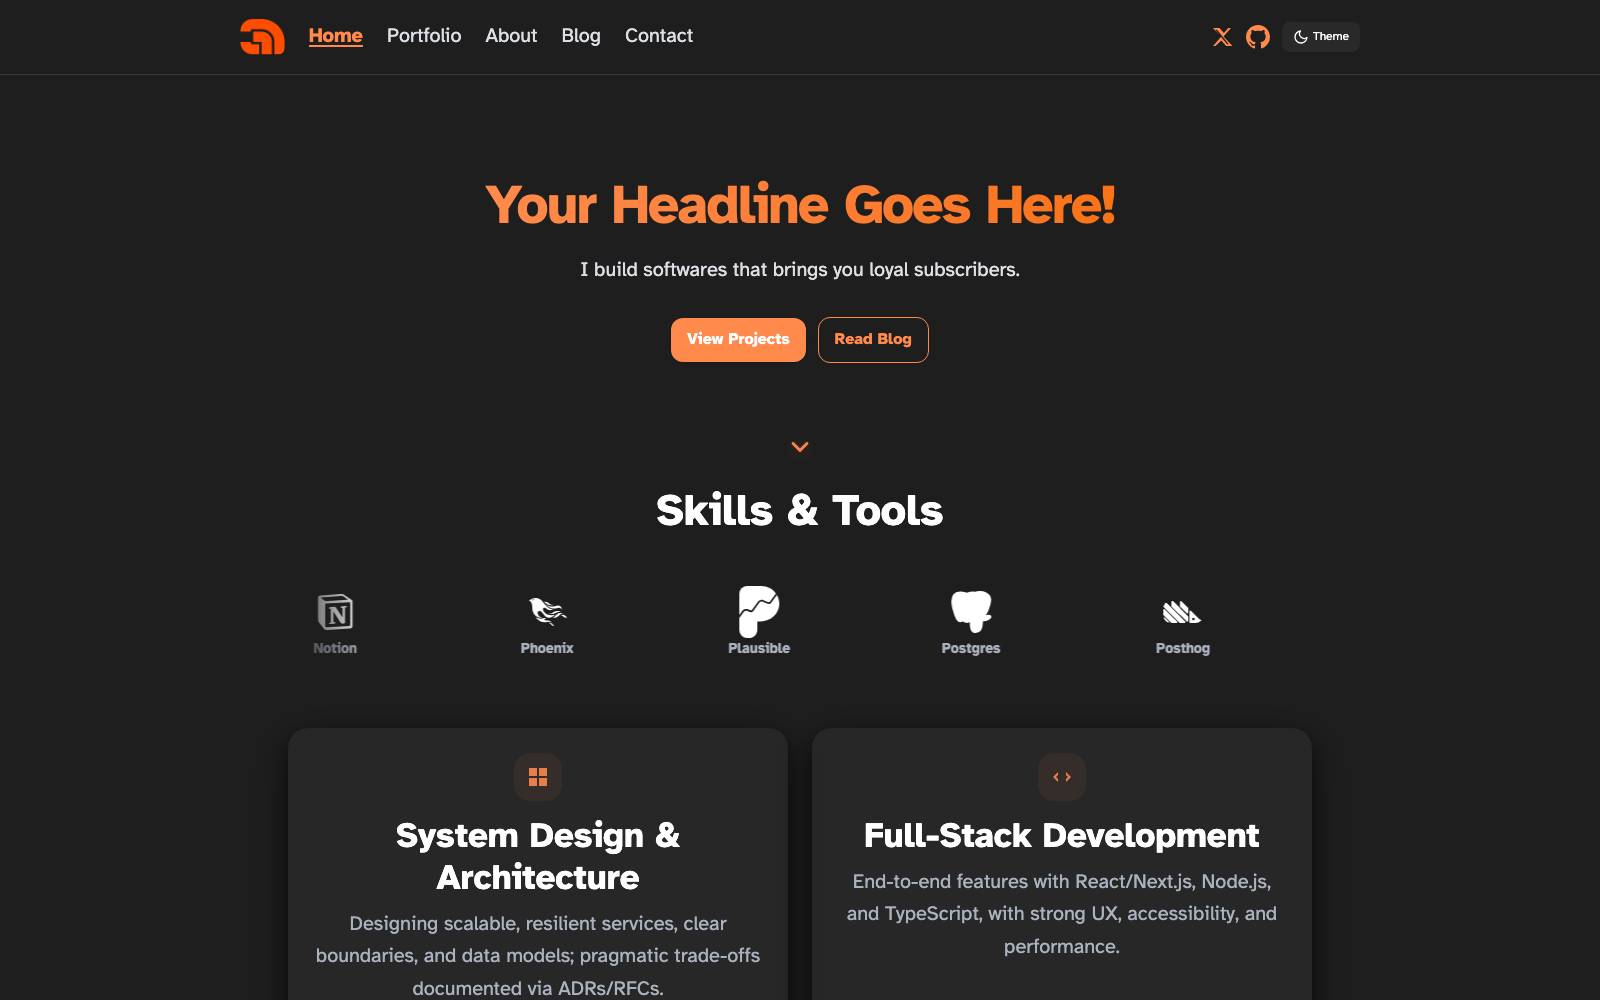 Home Portfolio About Blog Contact Theme
Your Headline Goes Here!
I build softwares that brings you loyal subscribers.
View Projects Read Blog
Skills & Tools
N
Notion Phoenix Plausible Postgres Posthog
System Design &
Architecture
Designing scalable, resilient services, clear
boundaries, and data models; pragmatic trade-offs
documented via ADRs/RFCs.
Full-Stack Development
End-to-end features with React/Next.js, Node.js,
and TypeScript, with strong UX, accessibility, and
performance.